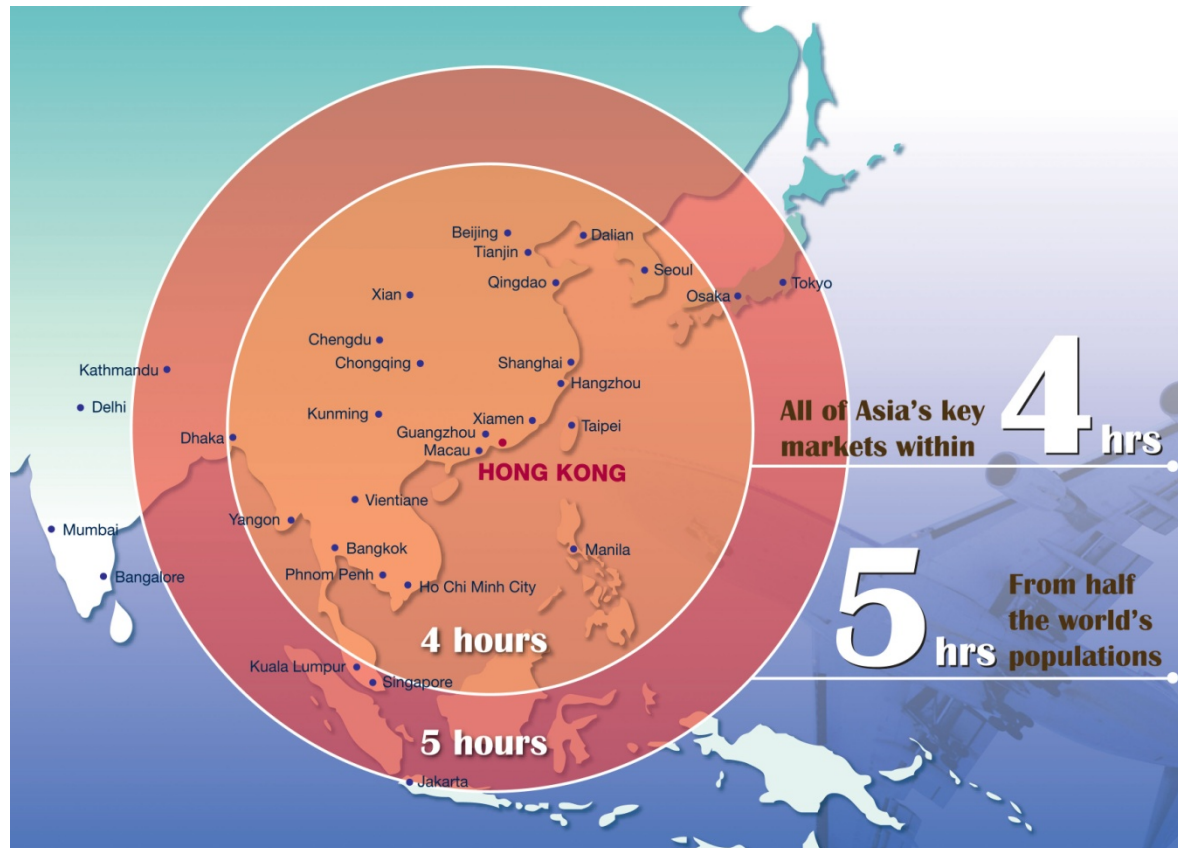 Beijing
Dalian
Tianjin
Seoul
Qingdao
Tokyo
Xian
Osaka
Chengdu
Shanghai
Chongqing
Kathmandu
Hangzhou
Delhi
Kunming
Xiamen
Taipei
Guangzhou
Dhaka
Macau
HONG KONG
All of Asia's key
markets within
4 hrs
Vientiane
Yangon
Mumbai
Bangkok
Manila
Phnom Penh
Bangalore
Ho Chi Minh City
5 hrs
From half
the world's
populations
4 hours
Kuala Lumpur
Singapore
5 hours
Jakarta